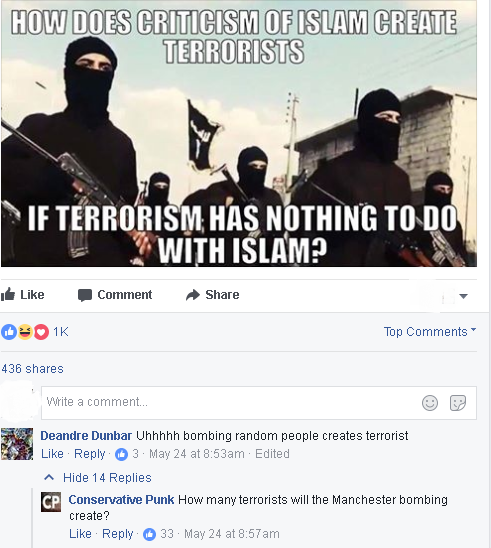 HOW DOES CRITICISM OF ISLAM CREATE
TERRORISTS
IF TERRORISM HAS NOTHING TO DO
WITH ISLAM?
Like Comment Share
1K Top Comments
436 shares
Write a comment...
Deandre Dunbar Uhhhhh bombing random people creates terrorist
Like · Reply · 3 · May 24 at 8:53am · Edited
Hide 14 Replies
CP Conservative Punk How many terrorists will the Manchester bombing
create?
Like · Reply · 33 · May 24 at 8:57am